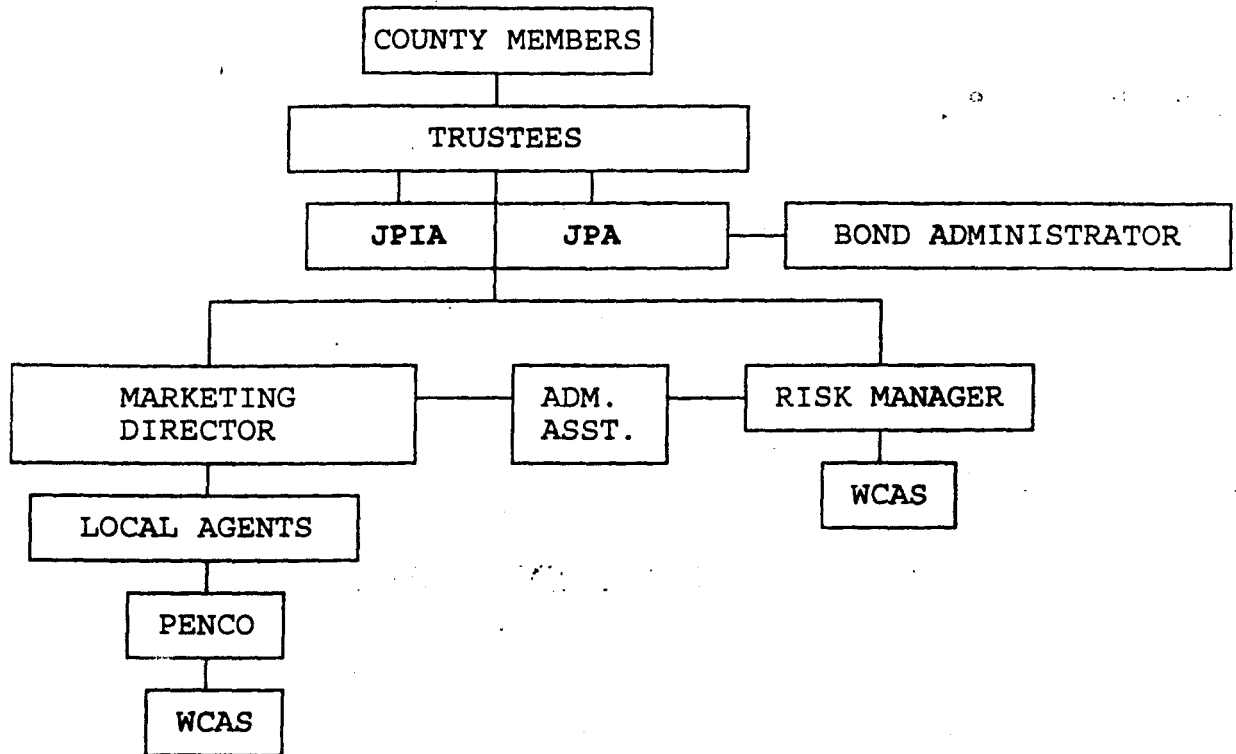 COUNTY MEMBERS
TRUSTEES
JPIA
JPA
BOND ADMINISTRATOR
MARKETING
DIRECTOR
ADM.
ASST.
RISK MANAGER
WCAS
LOCAL AGENTS
PENCO
WCAS